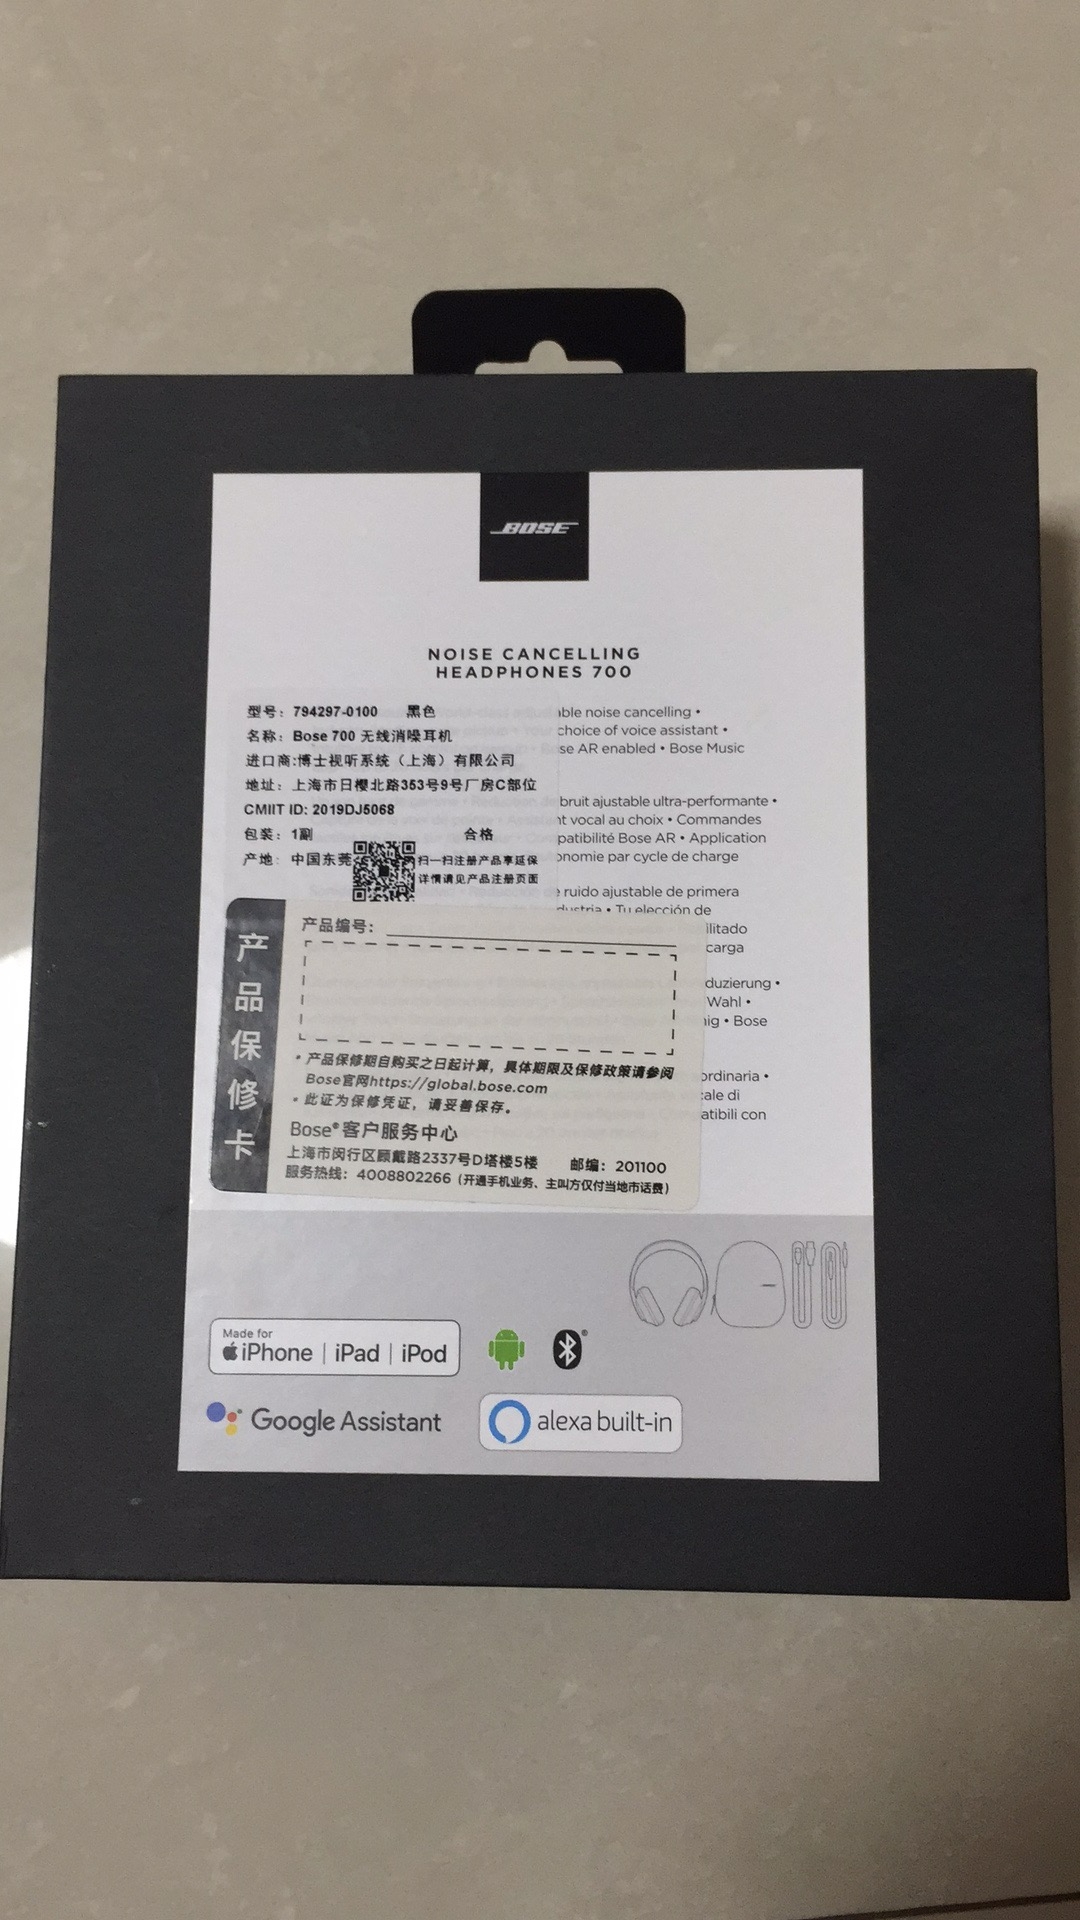 BOSE
NOISE CANCELLING
HEADPHONES 700
型号：794297-0100 黑色
名称：Bose 700 无线消噪耳机
进口商:博士视听系统（上海）有限公司
地址：上海市日樱北路353号9号厂房C部位
CMIIT ID: 2019DJ5068
包装：1副 合格
产地：中国东莞
扫一扫注册产品享延保
详情请见产品注册页面
noise cancelling •
choice of voice assistant •
AR enabled • Bose Music
bruit ajustable ultra-performante •
vocal au choix • Commandes
Bose AR • Application
par cycle de charge
ruido ajustable de primera
• Tu elección de
carga
Wahl •
• Bose
di
con
产品保修卡
产品编号：
• 产品保修期自购买之日起计算，具体期限及保修政策请参阅
Bose官网https://global.bose.com
• 此证为保修凭证，请妥善保存。
Bose®客户服务中心
上海市闵行区顾戴路2337号D塔楼5楼 邮编：201100
服务热线：4008802266（开通手机业务、主叫方仅付当地市话费）
Made for
iPhone | iPad | iPod
Google Assistant
alexa built-in